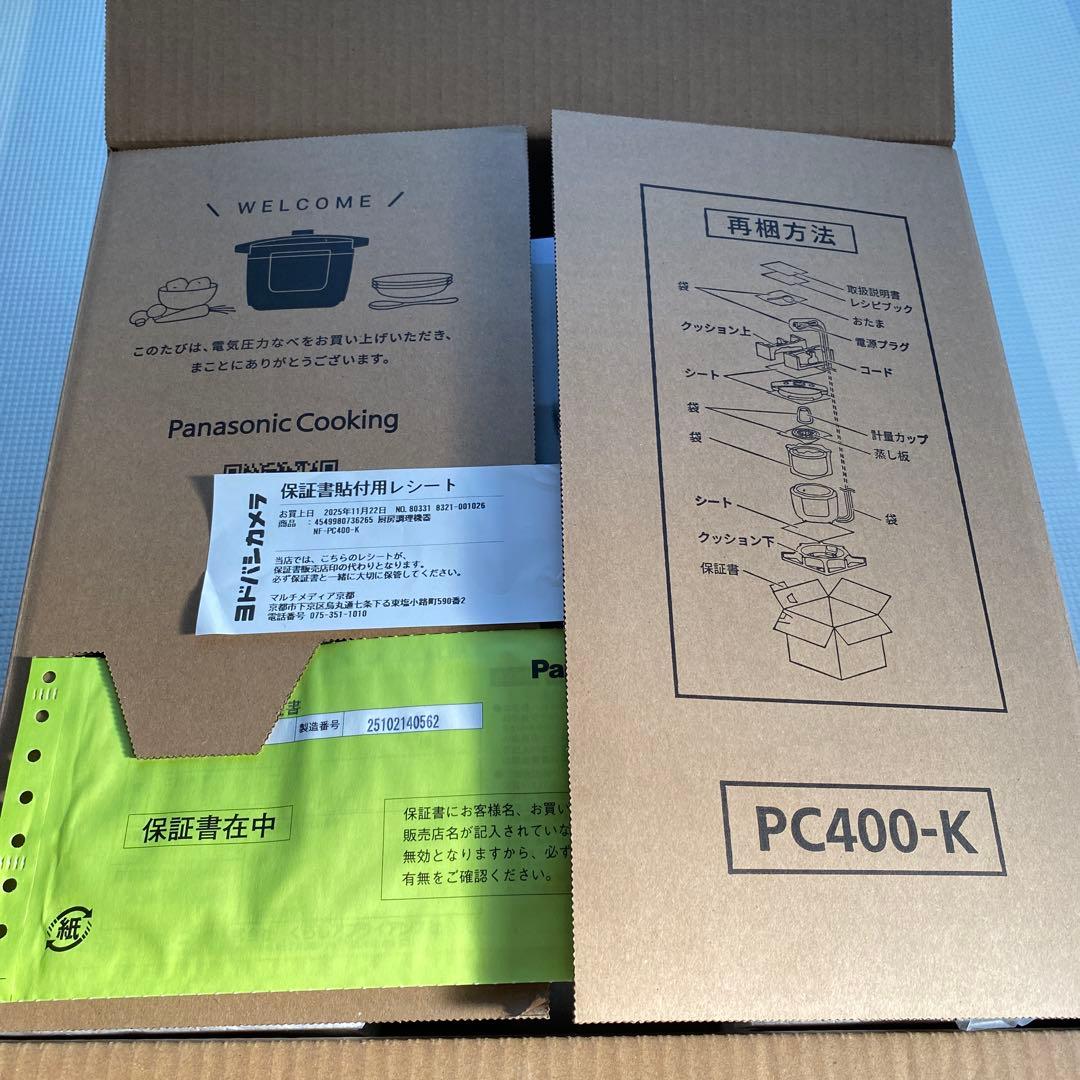 WELCOME
このたびは、電気圧力なべをお買い上げいただき、
まことにありがとうございます。
Panasonic Cooking
ヨドバシカメラ
保証書貼付用レシート
お買上日 2025年11月22日 NO.80331 8321-001026
商品 :4549980736265 厨房調理機器
NF-PC400-K
当店では、こちらのレシートが、
保証書販売店印の代わりとなります。
必ず保証書と一緒に大切に保管してください。
マルチメディア京都
京都市下京区烏丸通七条下る東塩小路町590番2
電話番号 075-351-1010
Pa
書
製造番号 25102140562
保証書在中
保証書にお客様名、お買い
販売店名が記入されていな
無効となりますから、必ず
有無をご確認ください。
紙
再梱方法
袋
取扱説明書
レシピブック
おたま
クッション上
電源プラグ
コード
シート
袋
計量カップ
蒸し板
袋
シート
袋
クッション下
保証書
PC400-K